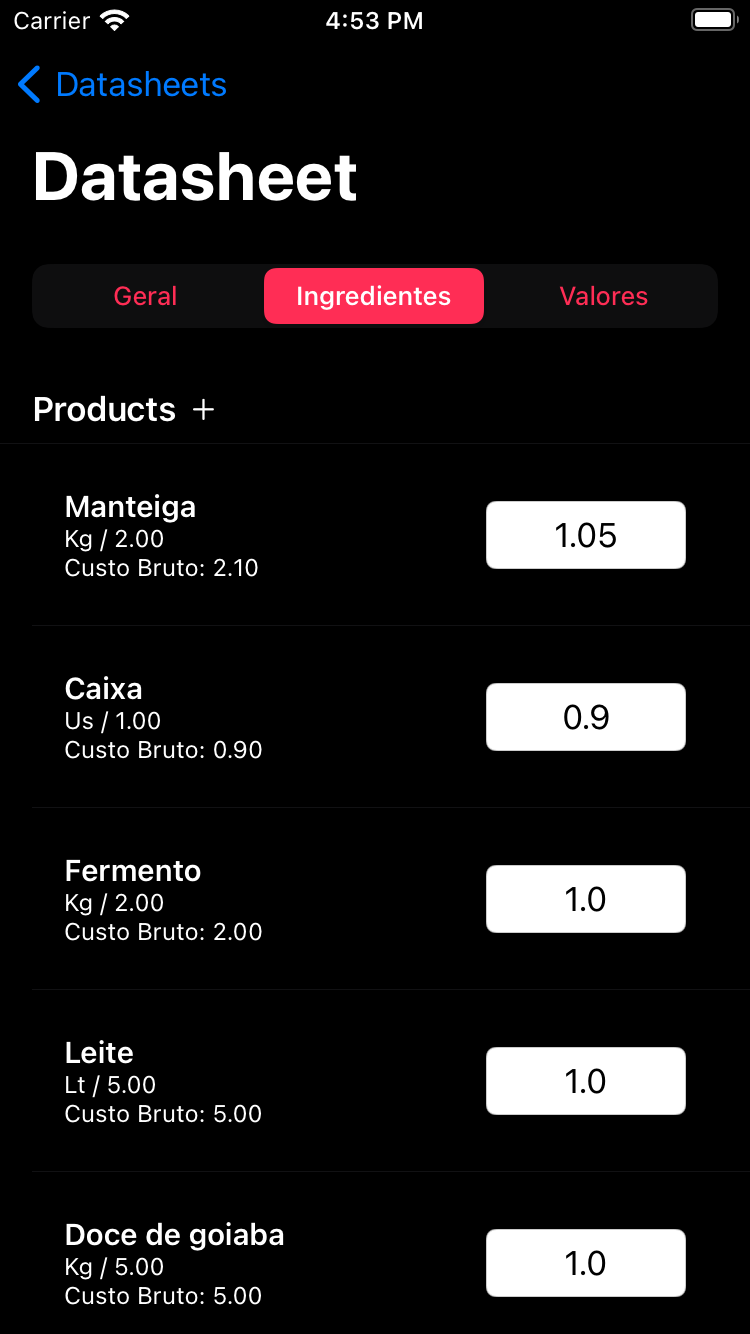 Carrier 4:53 PM
Datasheets
Datasheet
Geral Ingredientes Valores
Products +
Manteiga
Kg / 2.00
Custo Bruto: 2.10
1.05
Caixa
Us / 1.00
Custo Bruto: 0.90
0.9
Fermento
Kg / 2.00
Custo Bruto: 2.00
1.0
Leite
Lt / 5.00
Custo Bruto: 5.00
1.0
Doce de goiaba
Kg / 5.00
Custo Bruto: 5.00
1.0